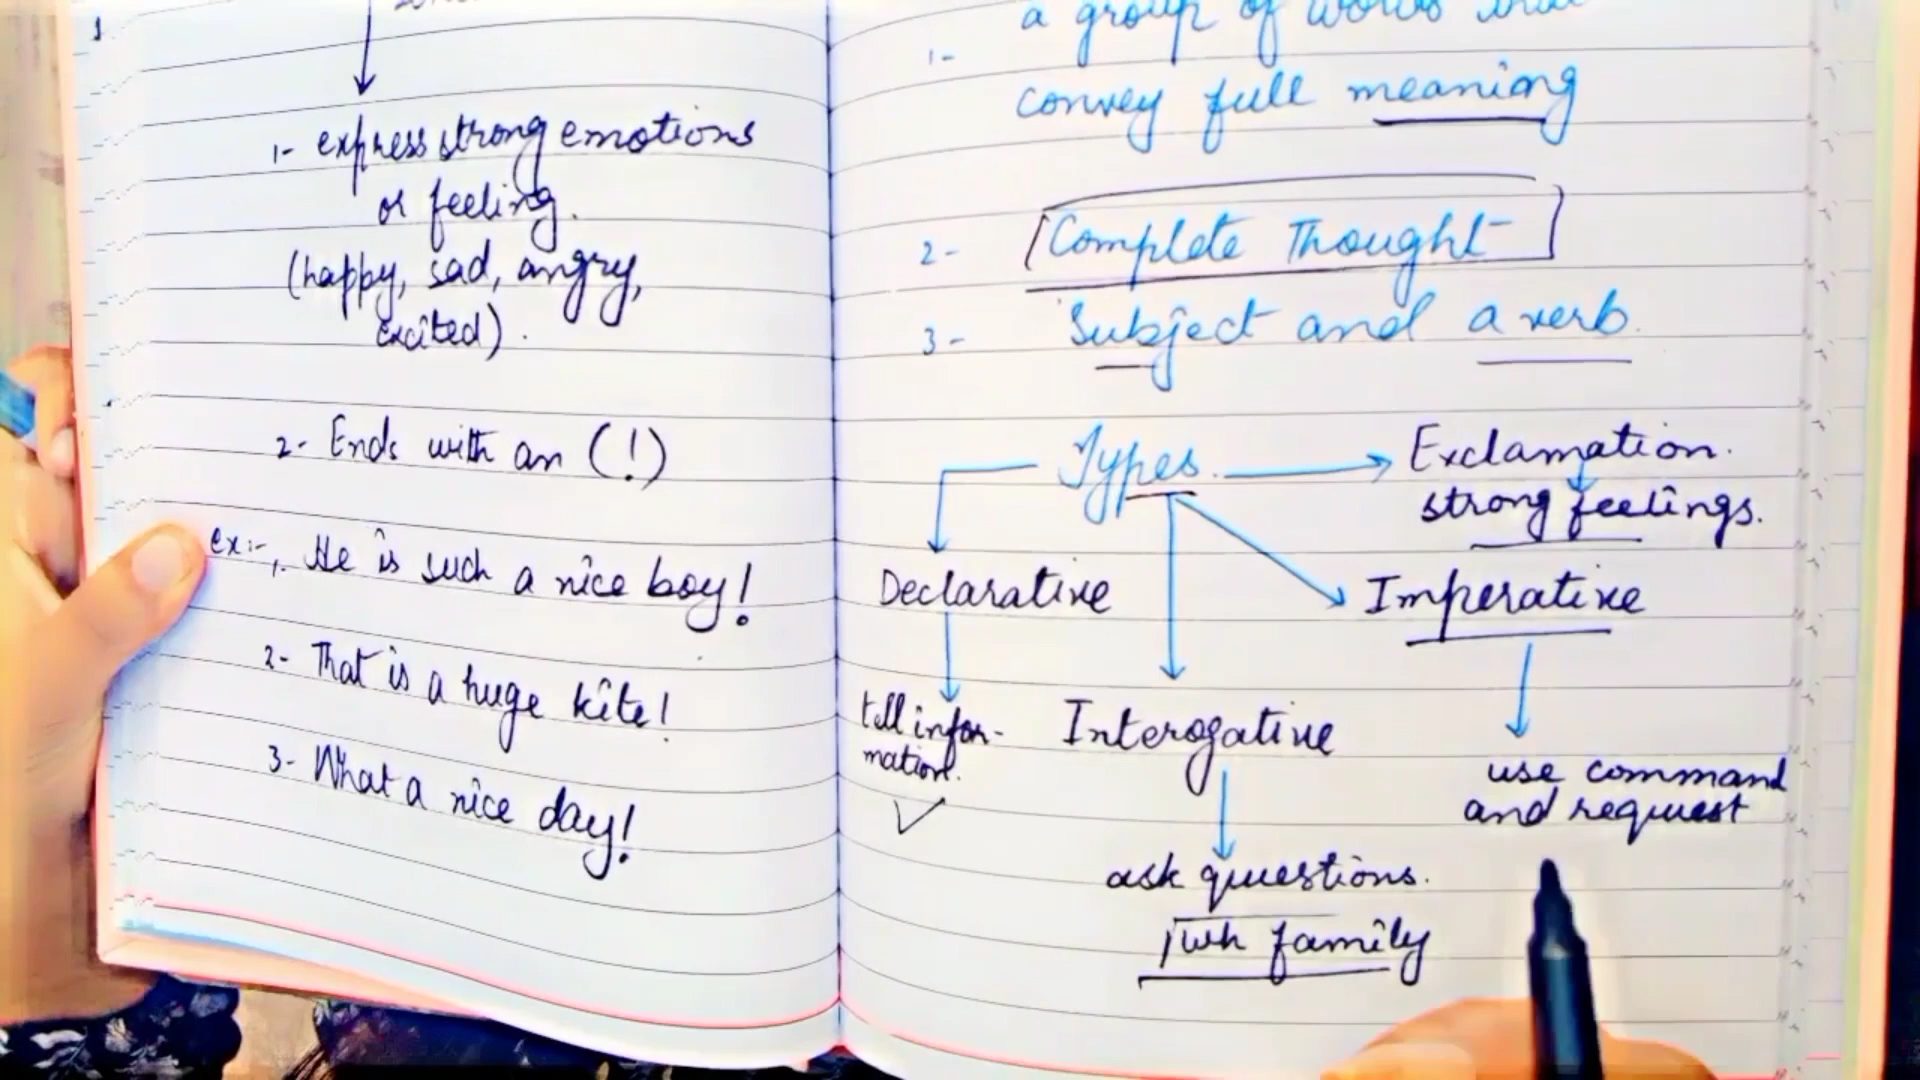 1- express strong emotions
or feeling.
(happy, sad, angry,
excited).
2- Ends with an (!)
ex:- 1. He is such a nice boy!
2- That is a huge kite!
3- What a nice day!
a group of words that
1-
convey full meaning
2- Complete Thought
3- Subject and a verb.
Types.
Exclamation.
strong feelings.
Declarative
Imperative
tell infor-
mation.
Interogative
use command
and request
ask questions.
wh family